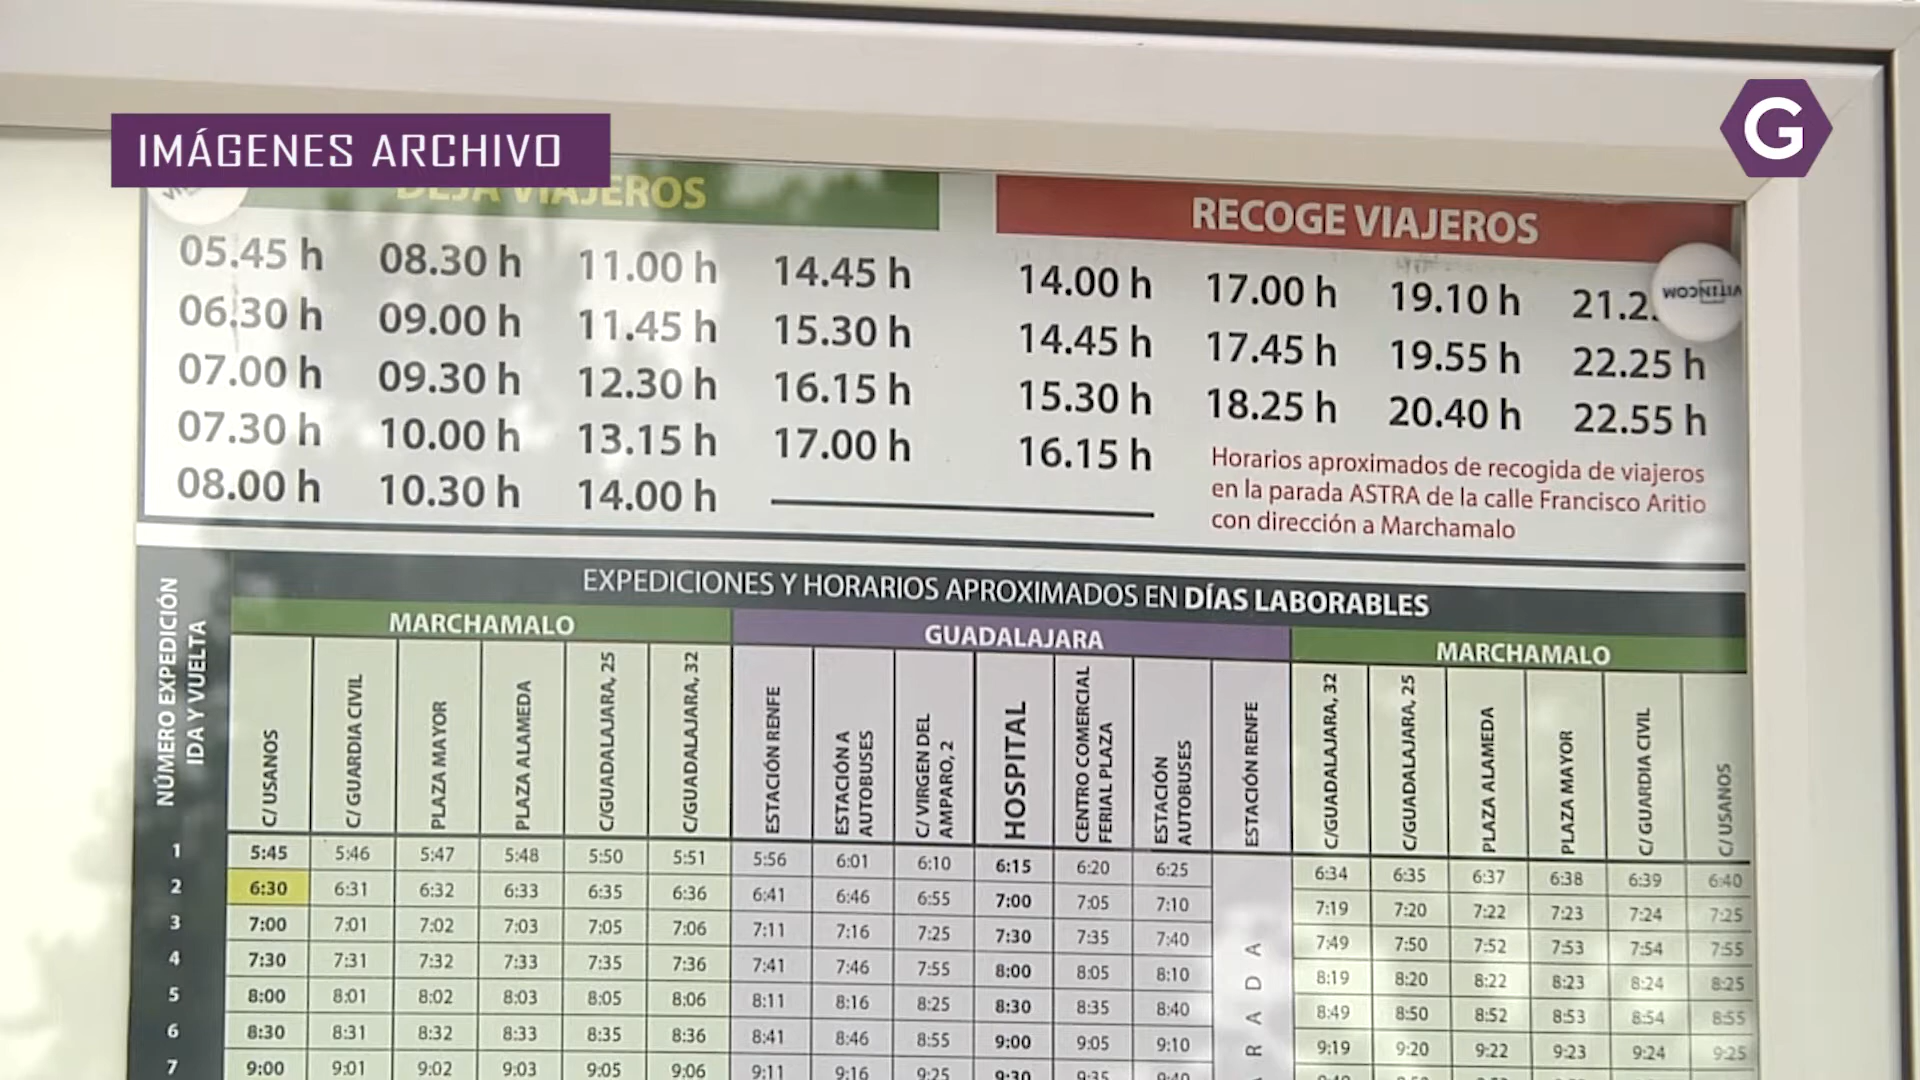 IMÁGENES ARCHIVO
G
DEJA VIAJEROS
RECOGE VIAJEROS
VITINCOM
05.45 h 08.30 h 11.00 h 14.45 h
06.30 h 09.00 h 11.45 h 15.30 h
07.00 h 09.30 h 12.30 h 16.15 h
07.30 h 10.00 h 13.15 h 17.00 h
08.00 h 10.30 h 14.00 h
14.00 h 17.00 h 19.10 h 21.2
14.45 h 17.45 h 19.55 h 22.25 h
15.30 h 18.25 h 20.40 h 22.55 h
16.15 h
Horarios aproximados de recogida de viajeros
en la parada ASTRA de la calle Francisco Aritio
con dirección a Marchamalo
EXPEDICIONES Y HORARIOS APROXIMADOS EN DÍAS LABORABLES
MARCHAMALO GUADALAJARA MARCHAMALO
NÚMERO EXPEDICIÓN
IDA Y VUELTA
C/ USANOS
C/ GUARDIA CIVIL
PLAZA MAYOR
PLAZA ALAMEDA
C/GUADALAJARA, 25
C/GUADALAJARA, 32
ESTACIÓN RENFE
ESTACIÓN A
AUTOBUSES
C/ VIRGEN DEL
AMPARO, 2
HOSPITAL
CENTRO COMERCIAL
FERIAL PLAZA
ESTACIÓN
AUTOBUSES
ESTACIÓN RENFE
C/GUADALAJARA, 32
C/GUADALAJARA, 25
PLAZA ALAMEDA
PLAZA MAYOR
C/ GUARDIA CIVIL
C/ USANOS
1 5:45 5:46 5:47 5:48 5:50 5:51 5:56 6:01 6:10 6:15 6:20 6:25 6:34 6:35 6:37 6:38 6:39 6:40
2 6:30 6:31 6:32 6:33 6:35 6:36 6:41 6:46 6:55 7:00 7:05 7:10 7:19 7:20 7:22 7:23 7:24 7:25
3 7:00 7:01 7:02 7:03 7:05 7:06 7:11 7:16 7:25 7:30 7:35 7:40 7:49 7:50 7:52 7:53 7:54 7:55
4 7:30 7:31 7:32 7:33 7:35 7:36 7:41 7:46 7:55 8:00 8:05 8:10 8:19 8:20 8:22 8:23 8:24 8:25
5 8:00 8:01 8:02 8:03 8:05 8:06 8:11 8:16 8:25 8:30 8:35 8:40 8:49 8:50 8:52 8:53 8:54 8:55
6 8:30 8:31 8:32 8:33 8:35 8:36 8:41 8:46 8:55 9:00 9:05 9:10 9:19 9:20 9:22 9:23 9:24 9:25
7 9:00 9:01 9:02 9:03 9:05 9:06 9:11 9:16 9:25 9:30 9:35 9:40
RADA